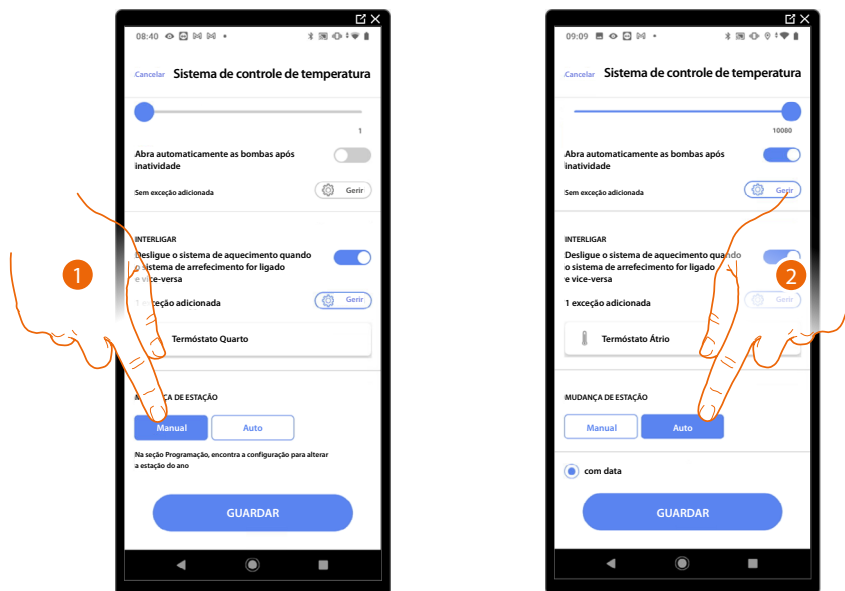 08:40
Cancelar Sistema de controle de temperatura
1
Abra automaticamente as bombas após
inatividade
Sem exceção adicionada
Gerir
INTERLIGAR
Desligue o sistema de aquecimento quando
o sistema de arrefecimento for ligado
e vice-versa
1 exceção adicionada
Gerir
Termóstato Quarto
MUDANÇA DE ESTAÇÃO
Manual
Auto
Na seção Programação, encontra a configuração para alterar
a estação do ano
GUARDAR
1
09:09
Cancelar Sistema de controle de temperatura
10080
Abra automaticamente as bombas após
inatividade
Sem exceção adicionada
Gerir
INTERLIGAR
Desligue o sistema de aquecimento quando
o sistema de arrefecimento for ligado
e vice-versa
1 exceção adicionada
Gerir
Termóstato Átrio
MUDANÇA DE ESTAÇÃO
Manual
Auto
com data
GUARDAR
2